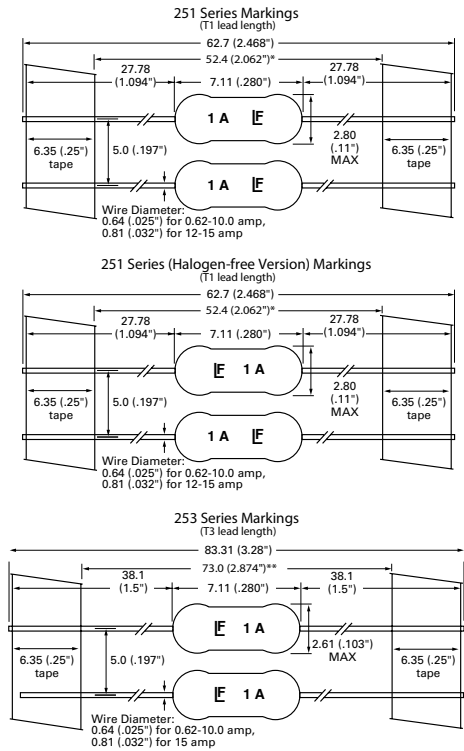 251 Series Markings
(T1 lead length)
62.7 (2.468")
52.4 (2.062")*
27.78
(1.094")
7.11 (.280")
27.78
(1.094")
1 A LF
6.35 (.25")
tape
5.0 (.197")
2.80
(.11")
MAX
6.35 (.25")
tape
1 A LF
Wire Diameter:
0.64 (.025") for 0.62-10.0 amp,
0.81 (.032") for 12-15 amp
251 Series (Halogen-free Version) Markings
(T1 lead length)
62.7 (2.468")
52.4 (2.062")*
27.78
(1.094")
7.11 (.280")
27.78
(1.094")
LF 1 A
6.35 (.25")
tape
5.0 (.197")
2.80
(.11")
MAX
6.35 (.25")
tape
1 A LF
Wire Diameter:
0.64 (.025") for 0.62-10.0 amp,
0.81 (.032") for 12-15 amp
253 Series Markings
(T3 lead length)
83.31 (3.28")
73.0 (2.874")**
38.1
(1.5")
7.11 (.280")
38.1
(1.5")
LF 1 A
6.35 (.25")
tape
5.0 (.197")
2.61 (.103")
MAX
6.35 (.25")
tape
LF 1 A
Wire Diameter:
0.64 (.025") for 0.62-10.0 amp,
0.81 (.032") for 15 amp